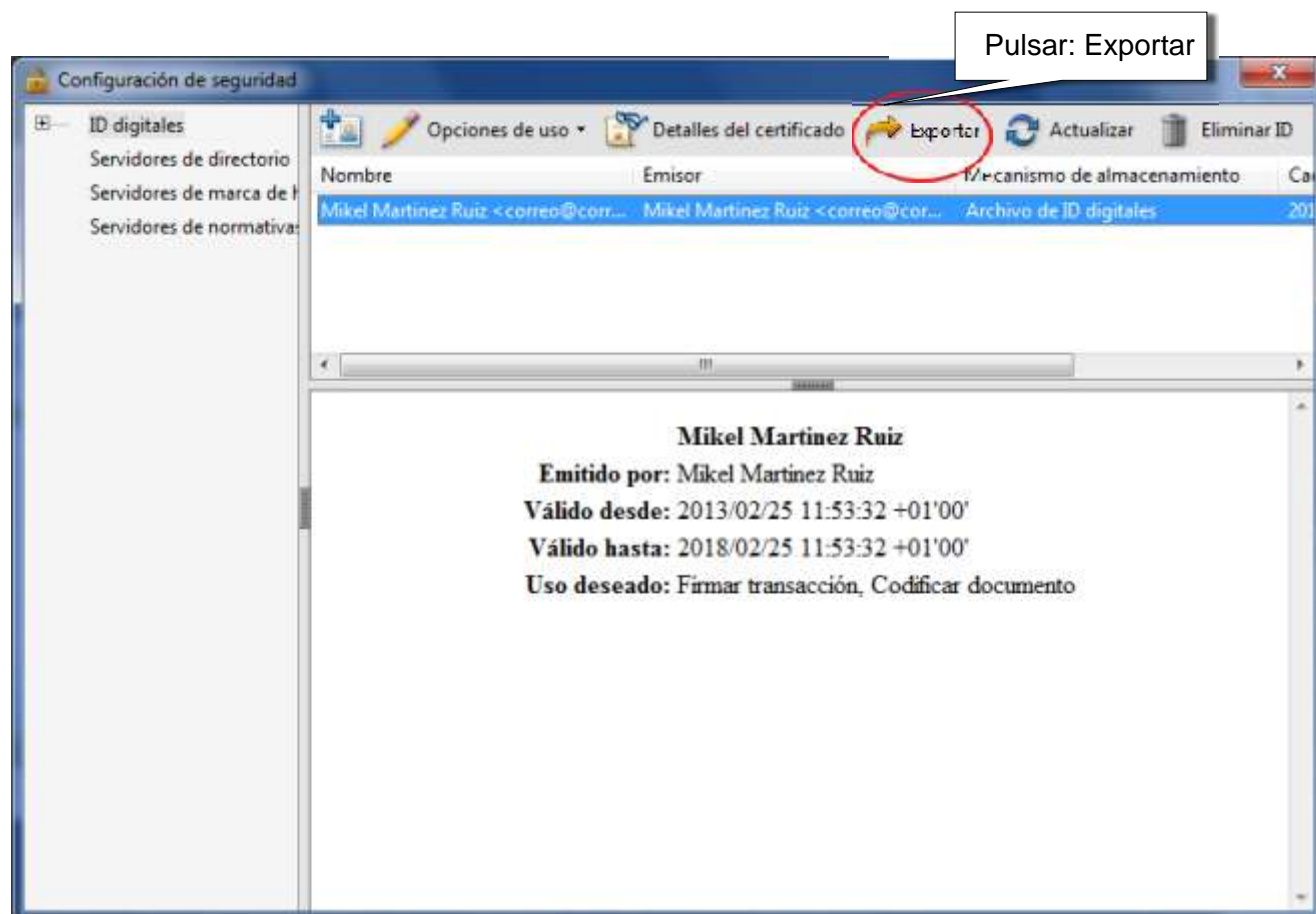 Pulsar: Exportar
Configuración de seguridad
ID digitales
Servidores de directorio
Servidores de marca de h
Servidores de normativas
Opciones de uso
Detalles del certificado
Exportar
Actualizar
Eliminar ID
Nombre Emisor Mecanismo de almacenamiento Ca
Mikel Martinez Ruiz <correo@corr... Mikel Martinez Ruiz <correo@cor... Archivo de ID digitales 201
Mikel Martinez Ruiz
Emitido por: Mikel Martinez Ruiz
Válido desde: 2013/02/25 11:53:32 +01'00'
Válido hasta: 2018/02/25 11:53:32 +01'00'
Uso deseado: Firmar transacción, Codificar documento